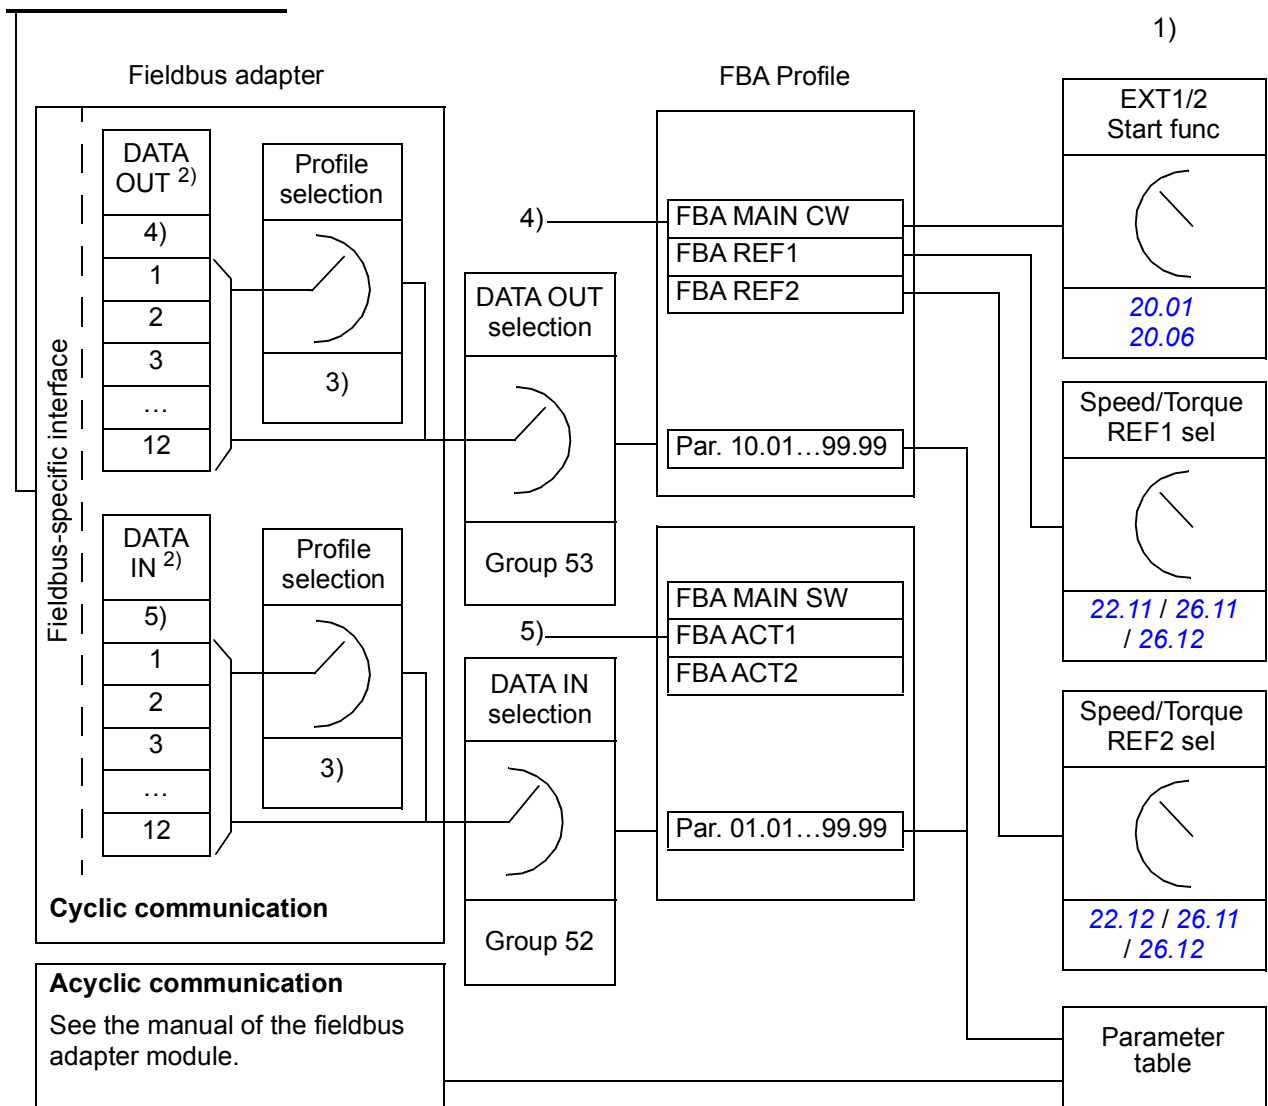 1)
Fieldbus adapter
FBA Profile
Fieldbus-specific interface
DATA
OUT 2)
4)
1
2
3
…
12
Profile
selection
3)
DATA
IN 2)
5)
1
2
3
…
12
Profile
selection
3)
Cyclic communication
DATA OUT
selection
Group 53
DATA IN
selection
Group 52
4)
FBA MAIN CW
FBA REF1
FBA REF2
Par. 10.01…99.99
5)
FBA MAIN SW
FBA ACT1
FBA ACT2
Par. 01.01…99.99
EXT1/2
Start func
20.01
20.06
Speed/Torque
REF1 sel
22.11 / 26.11
/ 26.12
Speed/Torque
REF2 sel
22.12 / 26.11
/ 26.12
Acyclic communication
See the manual of the fieldbus
adapter module.
Parameter
table